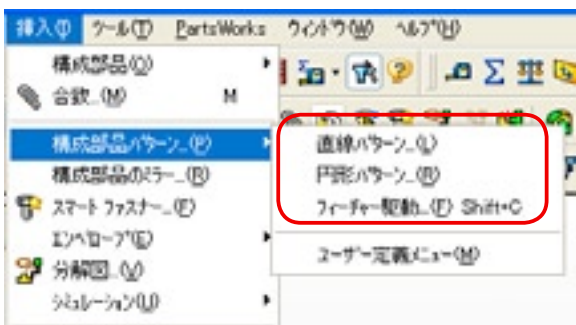 挿入(I) ツール(T) PartsWorks ウィンドウ(W) ヘルプ(H)
構成部品(O)
合致...(M) M
構成部品パターン...(P)
構成部品のミラー...(R)
スマート ファスナー...(F)
エンベロープ(E)
分解図...(V)
シミュレーション(U)
直線パターン...(L)
円形パターン...(R)
フィーチャー駆動...(F) Shift+C
ユーザー定義メニュー(M)